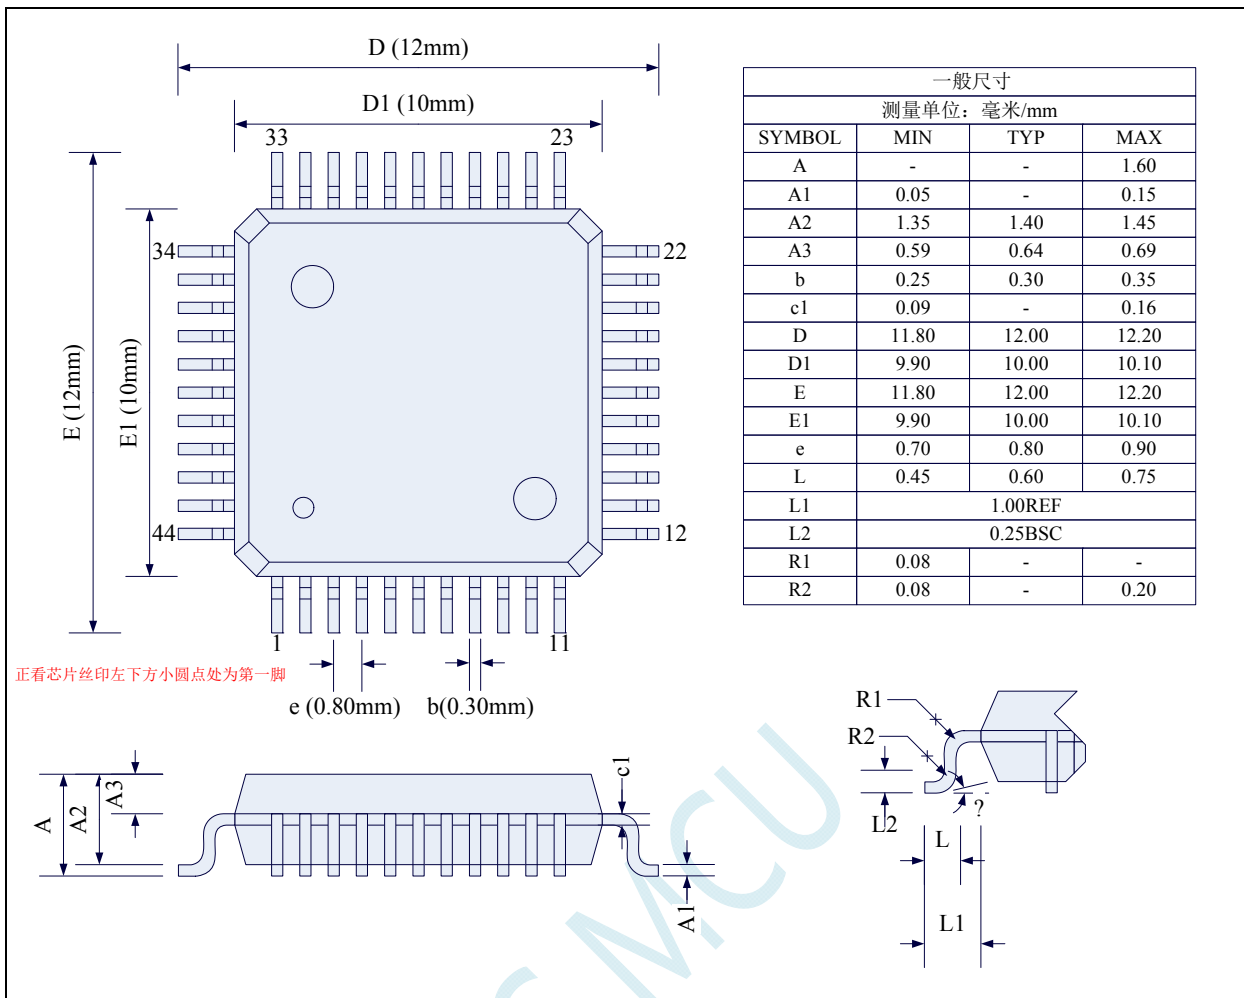 D (12mm)
D1 (10mm)
33
23
34
22
E (12mm)
E1 (10mm)
44
12
1
11
正看芯片丝印左下方小圆点处为第一脚
e (0.80mm)
b(0.30mm)
一般尺寸
测量单位：毫米/mm
SYMBOL MIN TYP MAX
A - - 1.60
A1 0.05 - 0.15
A2 1.35 1.40 1.45
A3 0.59 0.64 0.69
b 0.25 0.30 0.35
c1 0.09 - 0.16
D 11.80 12.00 12.20
D1 9.90 10.00 10.10
E 11.80 12.00 12.20
E1 9.90 10.00 10.10
e 0.70 0.80 0.90
L 0.45 0.60 0.75
L1 1.00REF
L2 0.25BSC
R1 0.08 - -
R2 0.08 - 0.20
A
A2
A3
c1
A1
R1
R2
L2
?
L
L1
MCU